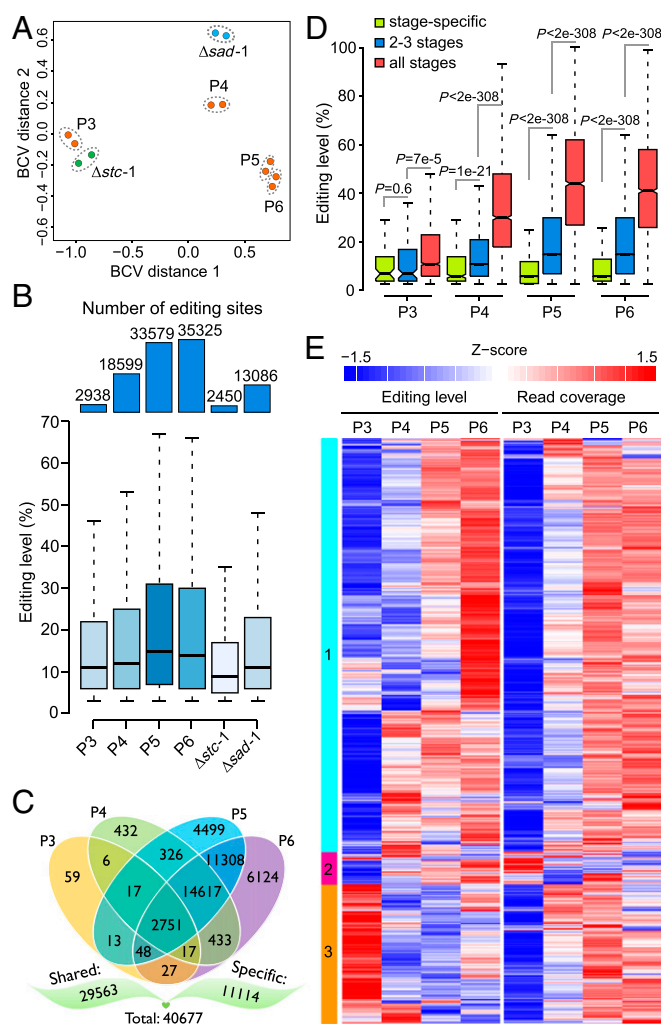 A
Δsad-1
P4
P3
Δstc-1
P5
P6
BCV distance 2
0.6
0.4
0.2
0.0
−0.2
−0.4
−0.6
−1.0
−0.5
0.0
0.5
BCV distance 1
B
Number of editing sites
2938
18599
33579
35325
2450
13086
Editing level (%)
70
60
50
40
30
20
10
0
P3
P4
P5
P6
Δstc-1
Δsad-1
C
P3
P4
P5
P6
432
4499
59
6
326
11308
6124
17
14617
2751
13
48
17
433
27
Shared:
29563
Specific:
11114
Total: 40677
D
stage-specific
2-3 stages
all stages
Editing level (%)
100
80
60
40
20
10
0
P=0.6
P=7e-5
P=1e-21
P<2e-308
P<2e-308
P<2e-308
P<2e-308
P<2e-308
P3
P4
P5
P6
E
Z−score
−1.5
1.5
Editing level
Read coverage
P3 P4 P5 P6
P3 P4 P5 P6
1
2
3